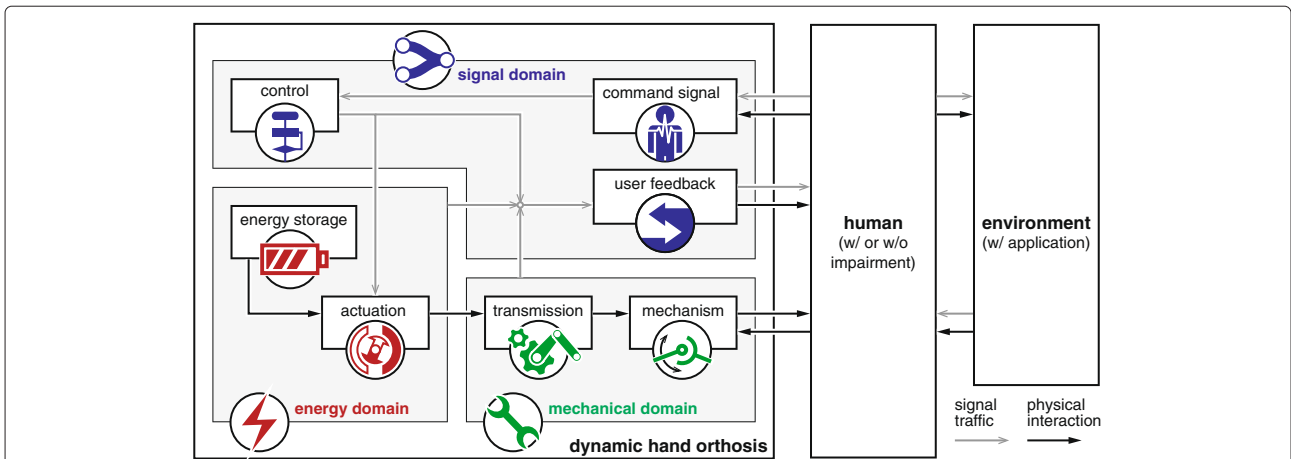 signal domain
control
command signal
user feedback
energy storage
human
(w/ or w/o
impairment)
environment
(w/ application)
actuation
transmission
mechanism
energy domain
mechanical domain
dynamic hand orthosis
signal
traffic
physical
interaction